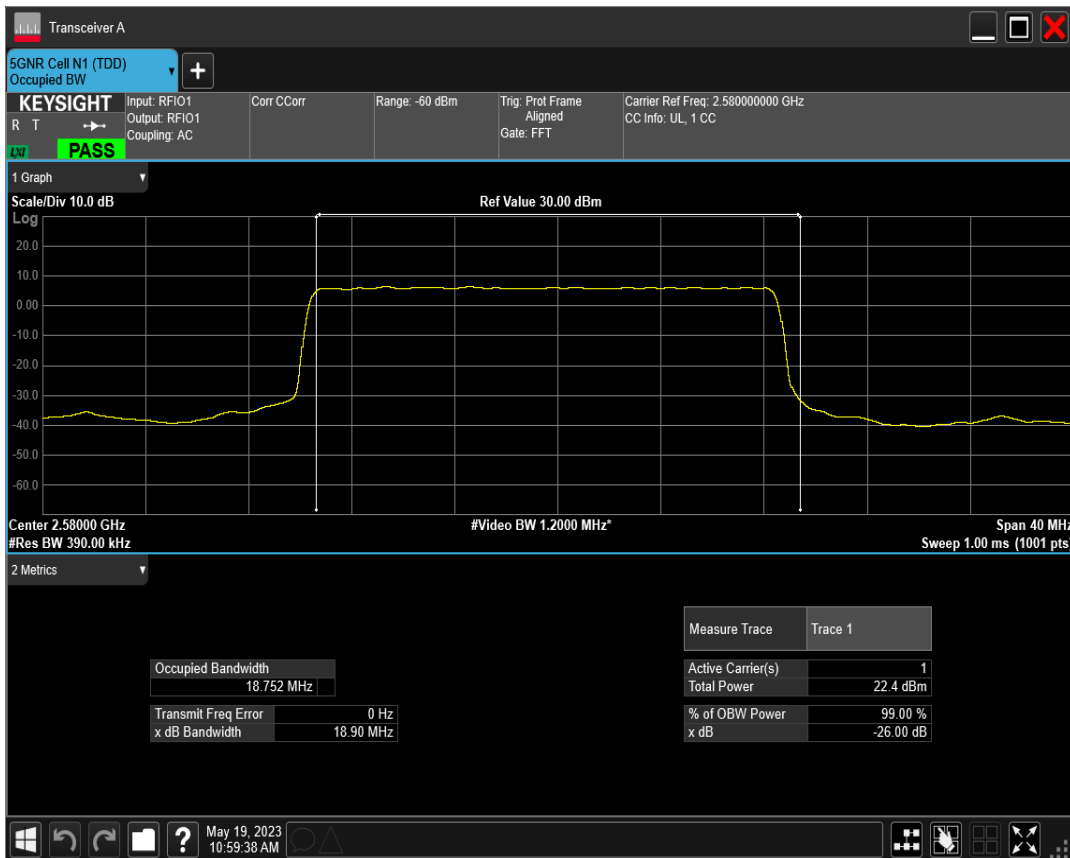 Transceiver A
5GNR Cell N1 (TDD)
Occupied BW
+
KEYSIGHT
R T
LXI
PASS
Input: RFIO1
Output: RFIO1
Coupling: AC
Corr CCorr
Range: -60 dBm
Trig: Prot Frame
Aligned
Gate: FFT
Carrier Ref Freq: 2.580000000 GHz
CC Info: UL, 1 CC
1 Graph
Scale/Div 10.0 dB
Ref Value 30.00 dBm
Log
20.0
10.0
0.00
-10.0
-20.0
-30.0
-40.0
-50.0
-60.0
Center 2.58000 GHz
#Video BW 1.2000 MHz*
Span 40 MHz
#Res BW 390.00 kHz
Sweep 1.00 ms (1001 pts)
2 Metrics
Measure Trace Trace 1
Occupied Bandwidth
18.752 MHz
Active Carrier(s) 1
Total Power 22.4 dBm
Transmit Freq Error 0 Hz
x dB Bandwidth 18.90 MHz
% of OBW Power 99.00 %
x dB -26.00 dB
?
May 19, 2023
10:59:38 AM